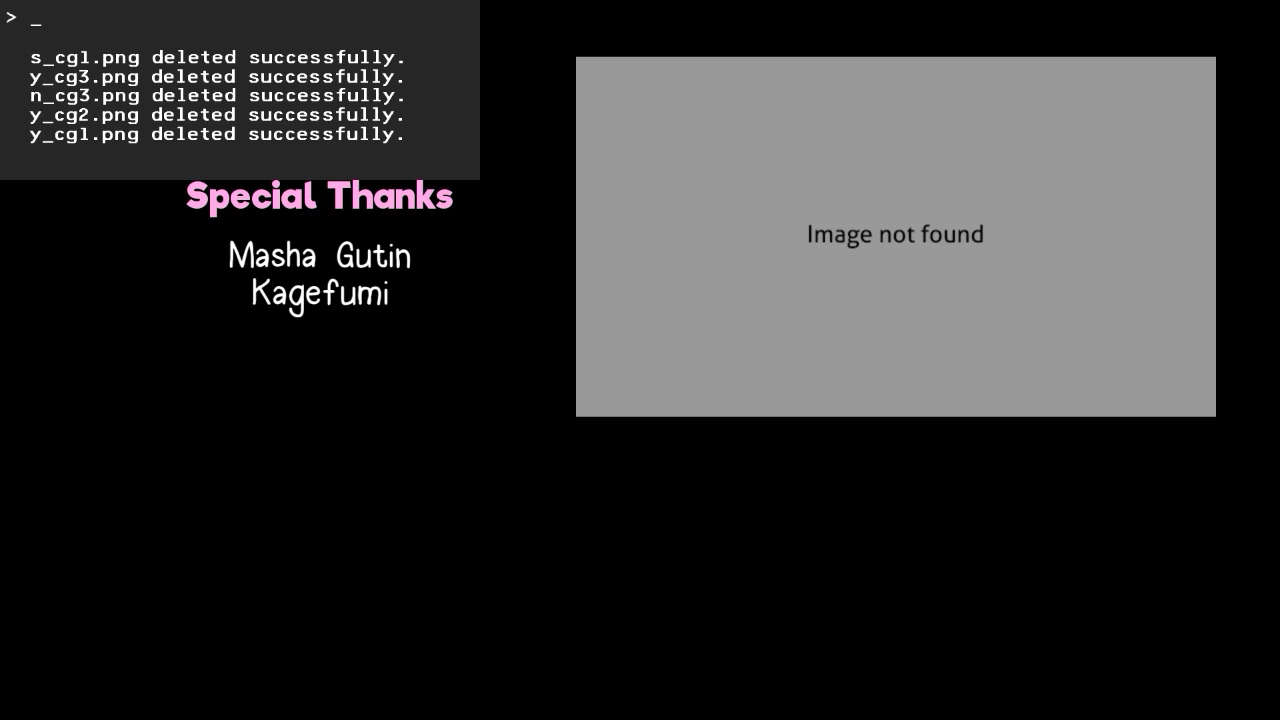 > _
s_cg1.png deleted successfully.
y_cg3.png deleted successfully.
n_cg3.png deleted successfully.
y_cg2.png deleted successfully.
y_cg1.png deleted successfully.
Special Thanks
Masha Gutin
Kagefumi
Image not found